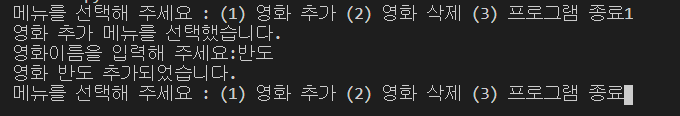 메뉴를 선택해 주세요 : (1) 영화 추가 (2) 영화 삭제 (3) 프로그램 종료1
영화 추가 메뉴를 선택했습니다.
영화이름을 입력해 주세요:반도
영화 반도 추가되었습니다.
메뉴를 선택해 주세요 : (1) 영화 추가 (2) 영화 삭제 (3) 프로그램 종료